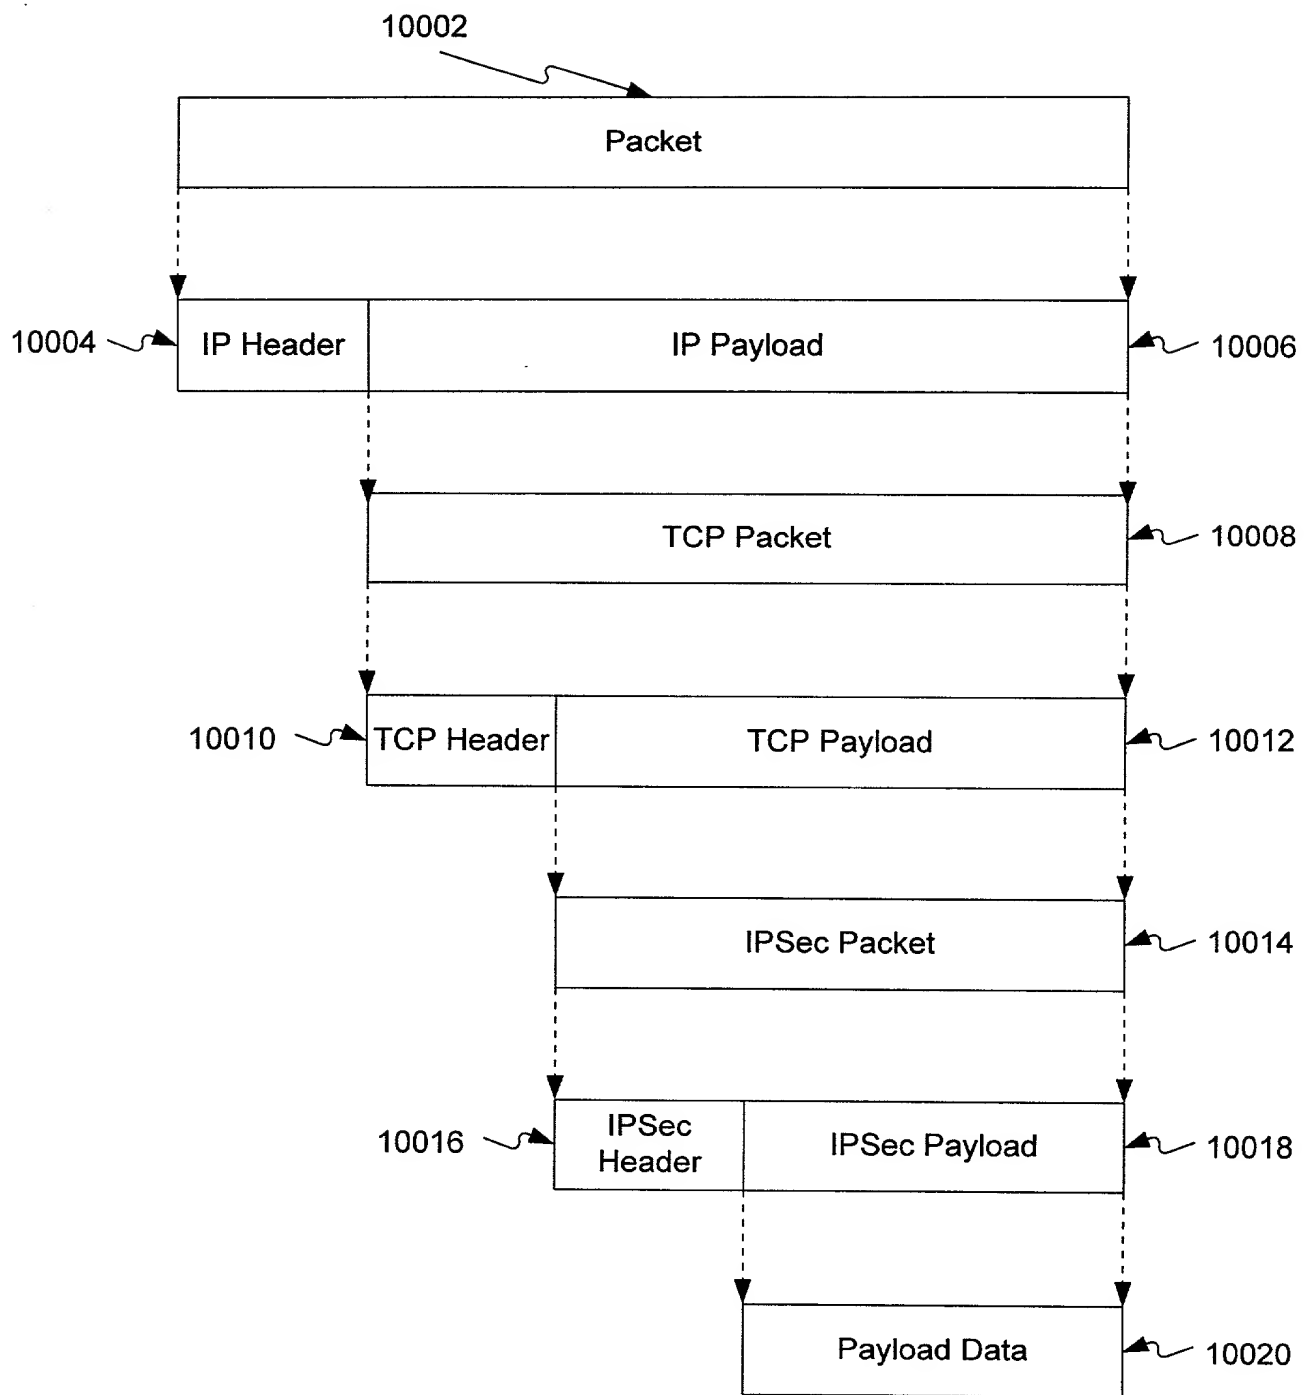 10002
Packet
10004
IP Header
IP Payload
10006
TCP Packet
10008
10010
TCP Header
TCP Payload
10012
IPSec Packet
10014
10016
IPSec
Header
IPSec Payload
10018
Payload Data
10020